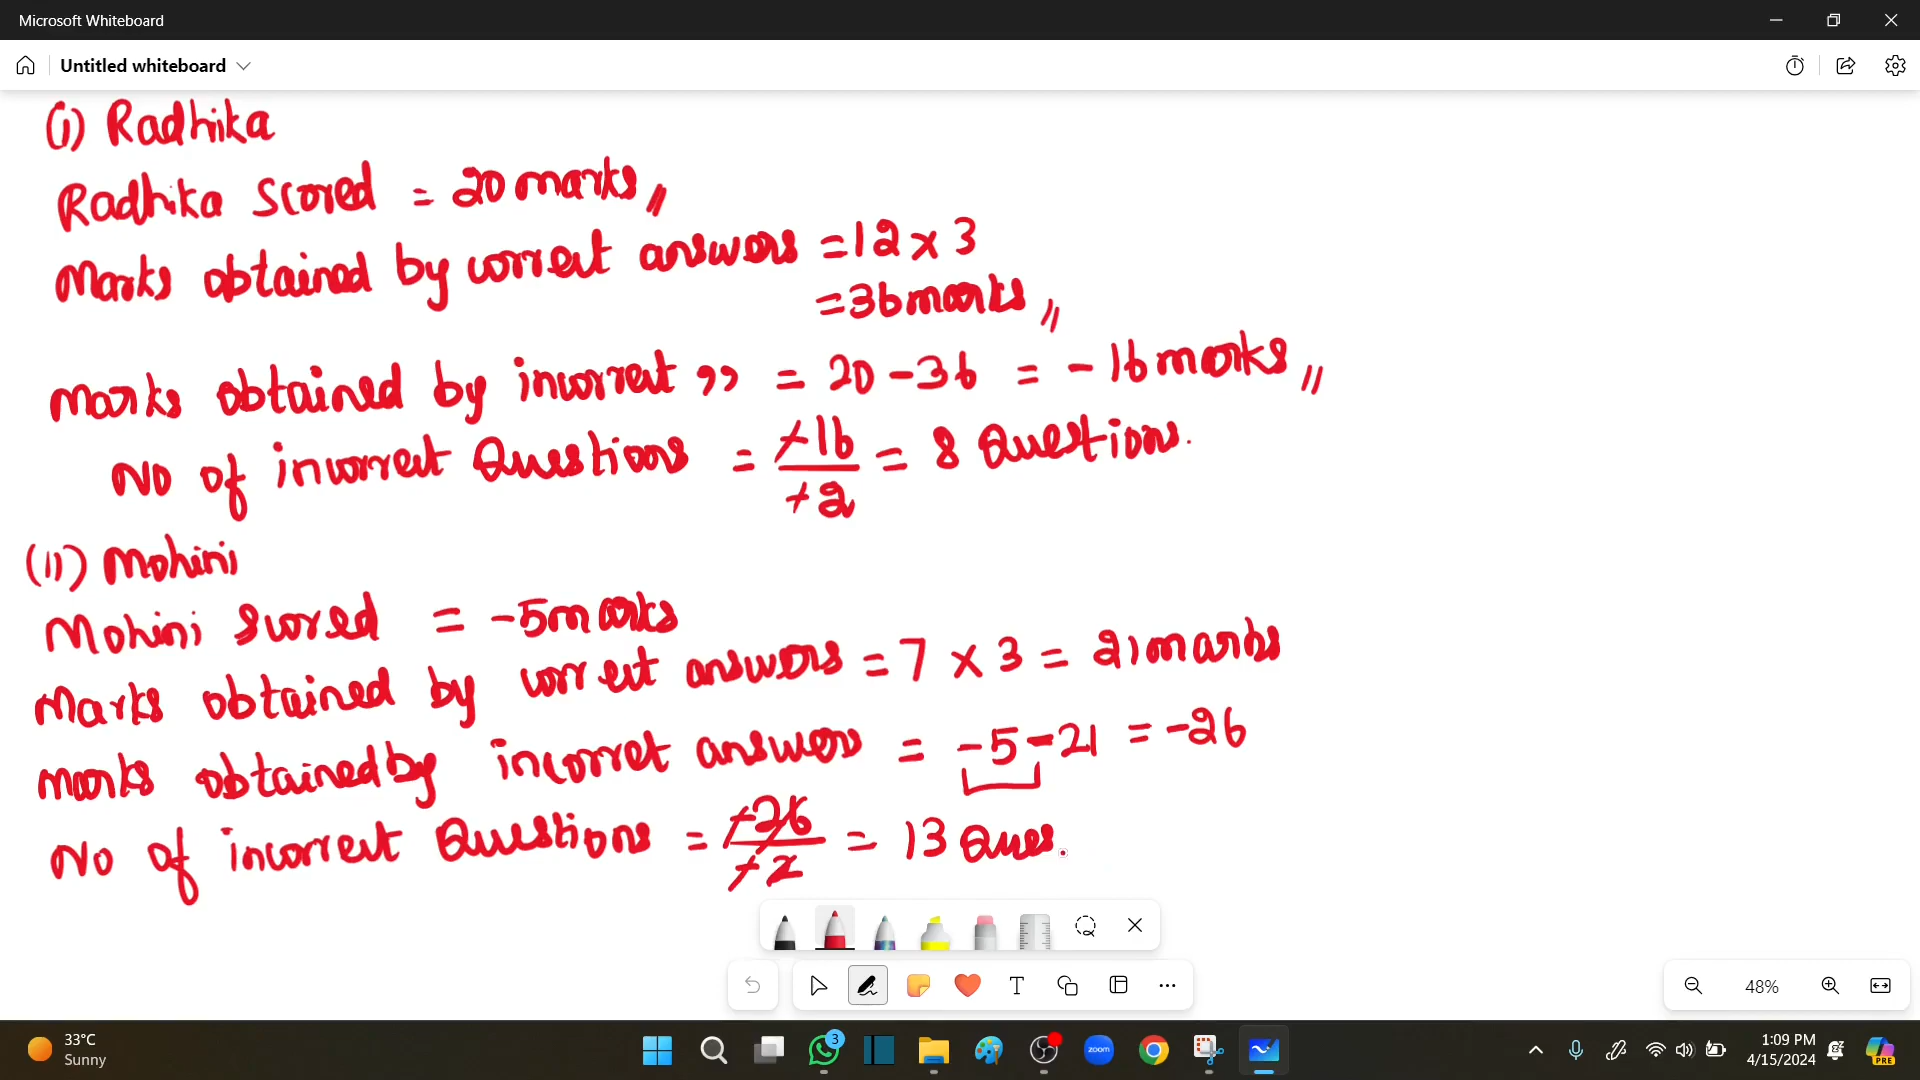 Microsoft Whiteboard
Untitled whiteboard
(i) Radhika
Radhika Scored = 20 marks
Marks obtained by correct answers = 12 x 3
= 36 marks
Marks obtained by incorrect ,, = 20 - 36 = - 16 marks
No of incorrect Questions = -16/-2 = 8 Questions.
(ii) Mohini
Mohini Scored = -5 marks
Marks obtained by correct answers = 7 x 3 = 21 marks
Marks obtained by incorrect answers = -5 - 21 = -26
No of incorrect Questions = -26/-2 = 13 Ques
48%
33°C
Sunny
3
zoom
1:09 PM
4/15/2024
PRE